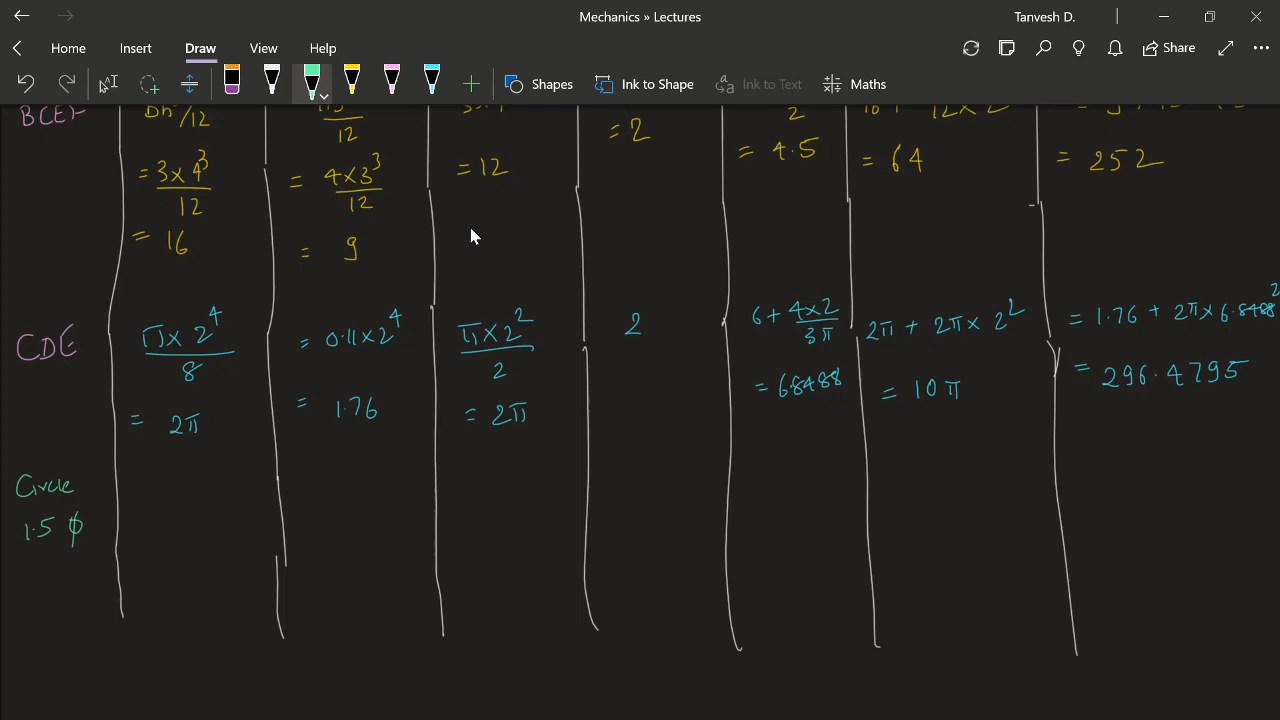 Mechanics » Lectures
Tanvesh D.
Home Insert Draw View Help
Share
Shapes
Ink to Shape
Ink to Text
Maths
BCEF
bh³/12
12
2
12×2²
= 2
= 4.5
= 64
= 252
= 3×4³
12
= 4×3³
12
= 12
= 16
= 9
CDE
π×2⁴
8
= 0.11×2⁴
π×2²
2
2
6 + 4×2
3π
2π + 2π×2²
= 1.76 + 2π×6.8488²
= 2π
= 1.76
= 2π
= 6.8488
= 10π
= 296.4795
Circle
1.5 ϕ